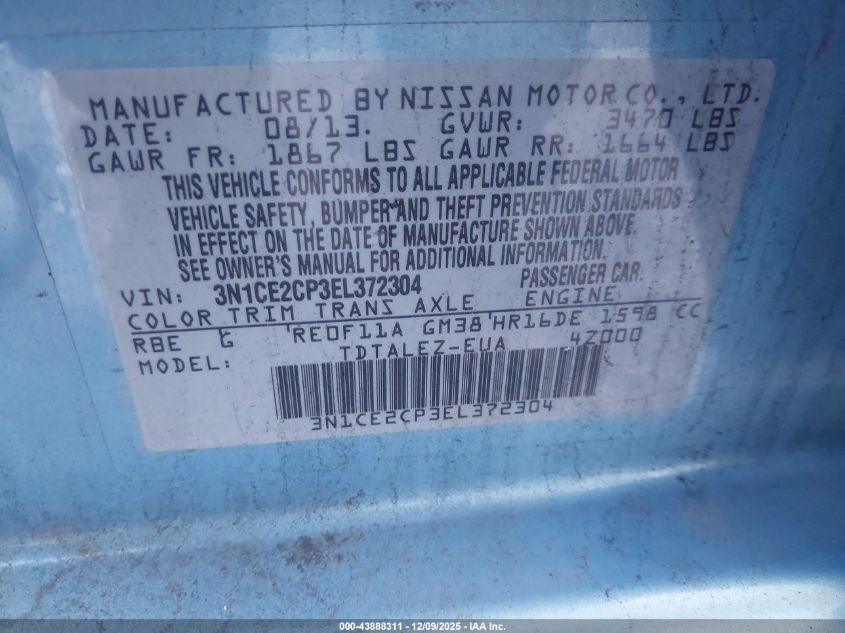 MANUFACTURED BY NISSAN MOTOR CO., LTD.
DATE: 08/13. GVWR: 3470 LBS
GAWR FR: 1867 LBS GAWR RR: 1664 LBS
THIS VEHICLE CONFORMS TO ALL APPLICABLE FEDERAL MOTOR
VEHICLE SAFETY, BUMPER AND THEFT PREVENTION STANDARDS
IN EFFECT ON THE DATE OF MANUFACTURE SHOWN ABOVE.
SEE OWNER'S MANUAL FOR ADDITIONAL INFORMATION.
VIN: 3N1CE2CP3EL372304 PASSENGER CAR
COLOR TRIM TRANS AXLE ENGINE
RBE G RE0F11A GM38 HR16DE 1598 CC
MODEL: TDTALEZ-EUA 4Z000
3N1CE2CP3EL372304
000-43888311 - 12/09/2025 - IAA Inc.